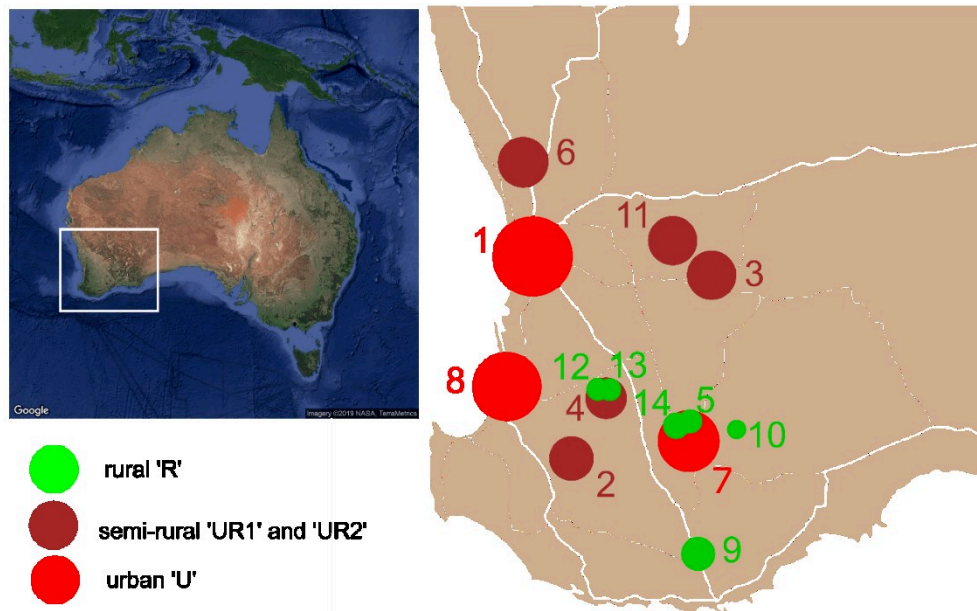 Google
Imagery ©2019 NASA, TerraMetrics
rural 'R'
semi-rural 'UR1' and 'UR2'
urban 'U'
6
11
1
3
12
13
8
4
14
5
10
2
7
9